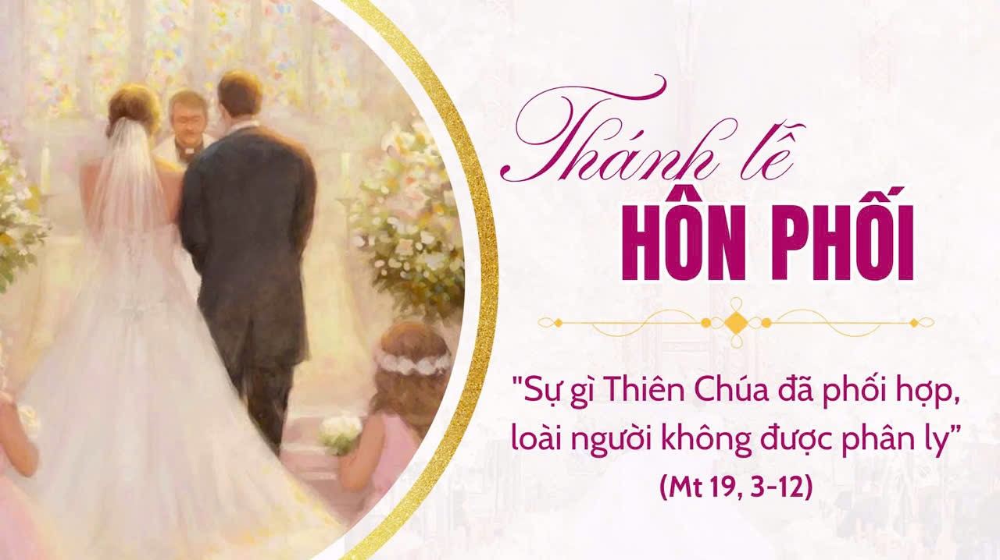 Thánh lễ
HÔN PHỐI
"Sự gì Thiên Chúa đã phối hợp,
loài người không được phân ly”
(Mt 19, 3-12)